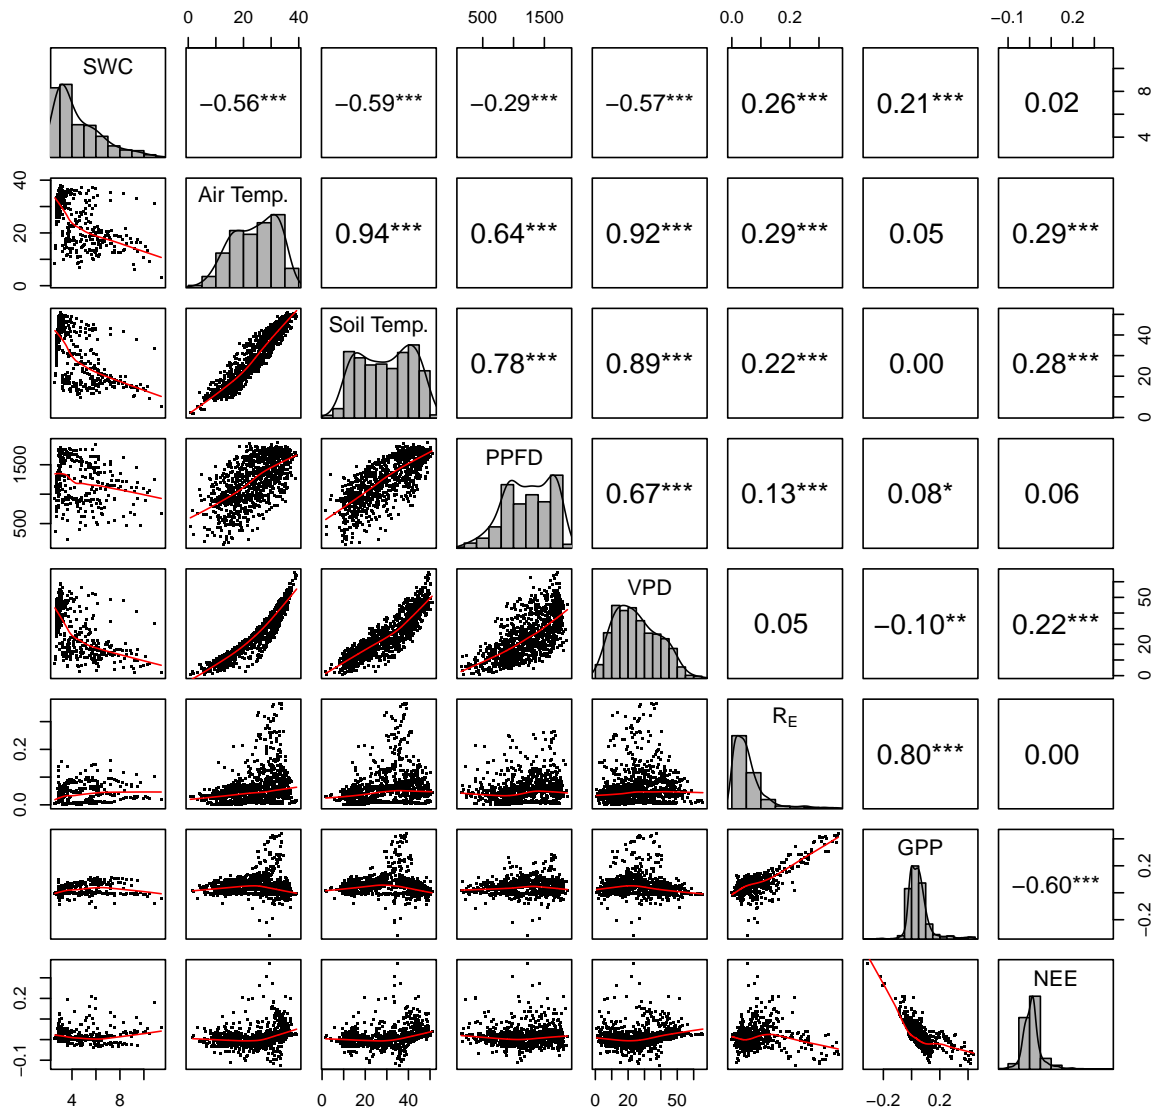 0 20 40 500 1500 0.0 0.2 −0.1 0.2
SWC −0.56*** −0.59*** −0.29*** −0.57*** 0.26*** 0.21*** 0.02 4 8
0 20 40 Air Temp. 0.94*** 0.64*** 0.92*** 0.29*** 0.05 0.29***
Soil Temp. 0.78*** 0.89*** 0.22*** 0.00 0.28*** 0 20 40
500 1500 PPFD 0.67*** 0.13*** 0.08* 0.06
VPD 0.05 −0.10** 0.22*** 0 20 50
0.0 0.2 R_E 0.80*** 0.00
GPP −0.60*** −0.2 0.2
−0.1 0.2 NEE
4 8 0 20 40 0 20 50 −0.2 0.2